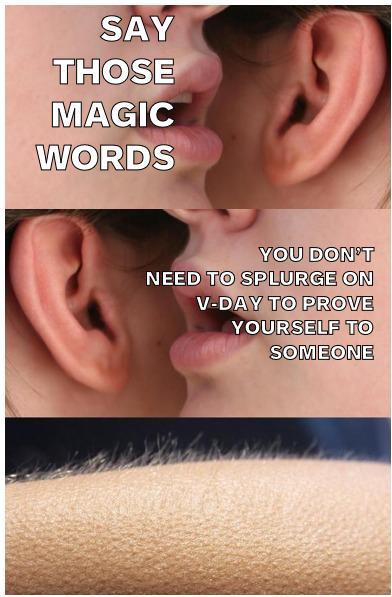 SAY
THOSE
MAGIC
WORDS
YOU DON'T
NEED TO SPLURGE ON
V-DAY TO PROVE
YOURSELF TO
SOMEONE